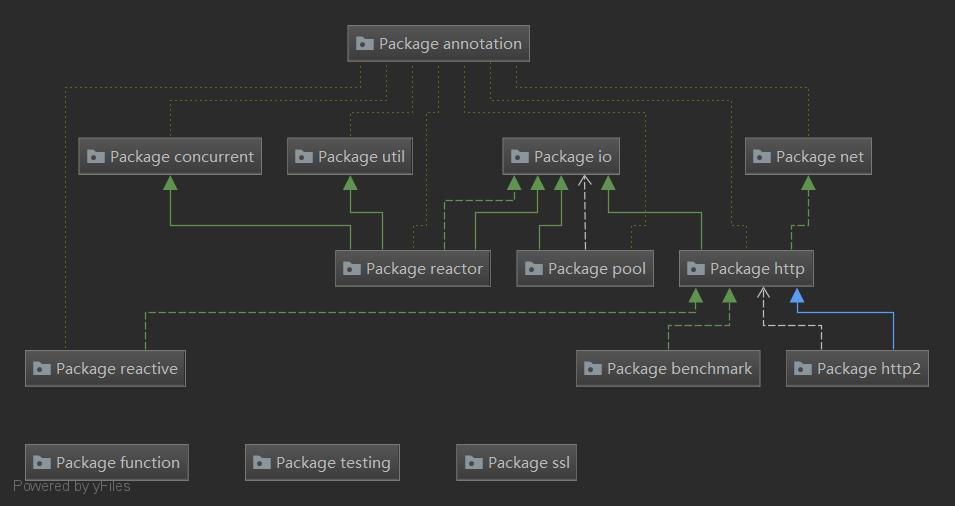 Package annotation
Package concurrent
Package util
Package io
Package net
Package reactor
Package pool
Package http
Package reactive
Package benchmark
Package http2
Package function
Package testing
Package ssl
Powered by yFiles